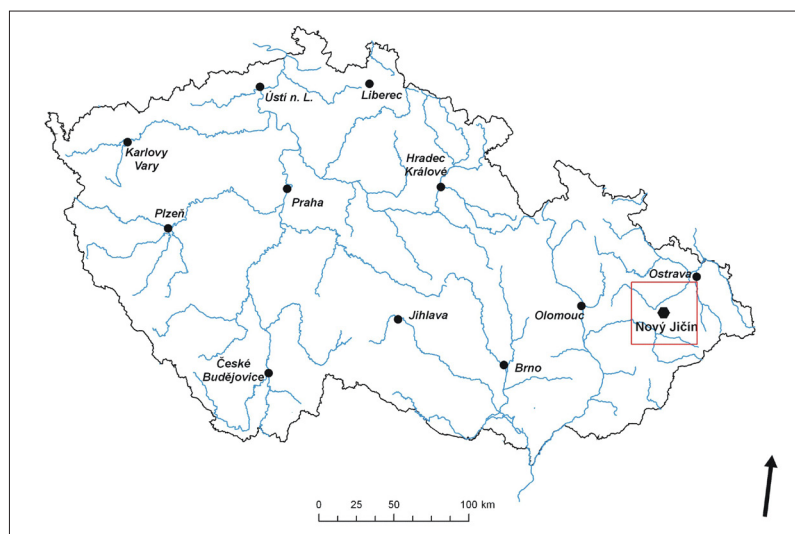 Ústí n. L.
Liberec
Karlovy
Vary
Hradec
Králové
Praha
Plzeň
Ostrava
Jihlava
Olomouc
Nový Jičín
České
Budějovice
Brno
0 25 50 100 km